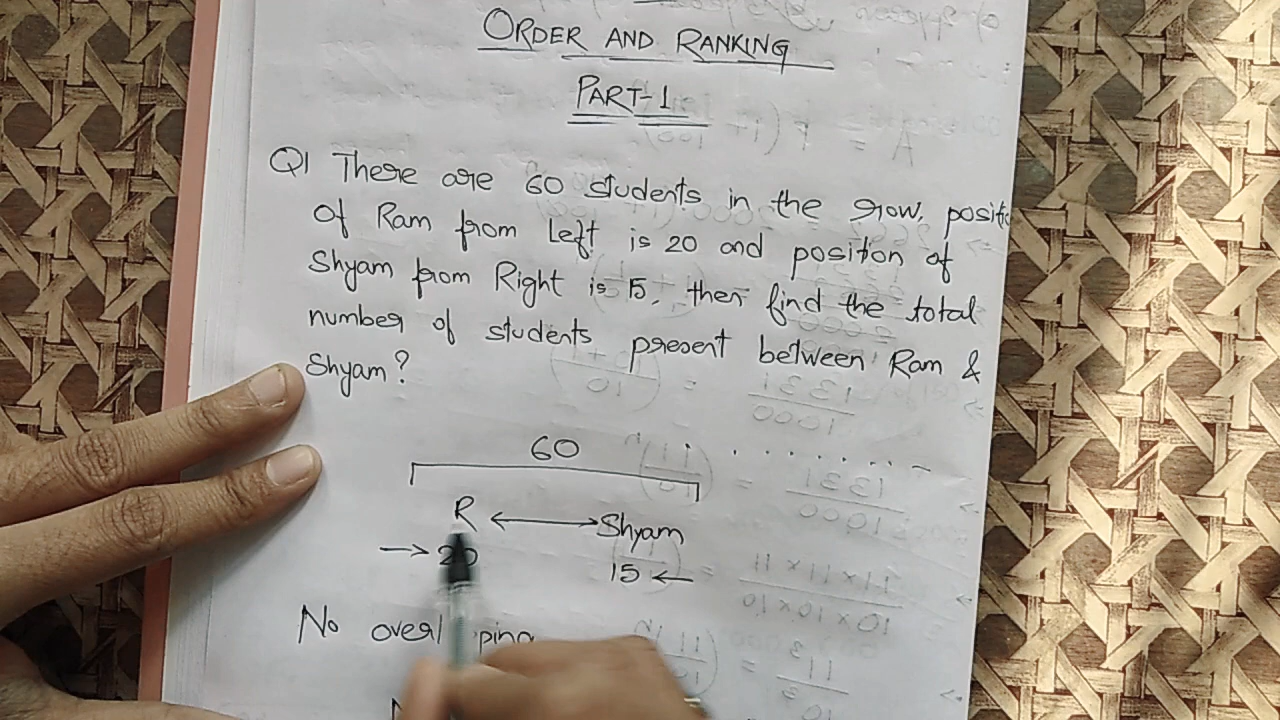 ORDER AND RANKING
PART-1
Q1 There are 60 students in the row, positi
of Ram from Left is 20 and position of
Shyam from Right is 15, then find the total
number of students present between Ram &
Shyam?
60
R ⟷ Shyam
→ 20 15 ←
No